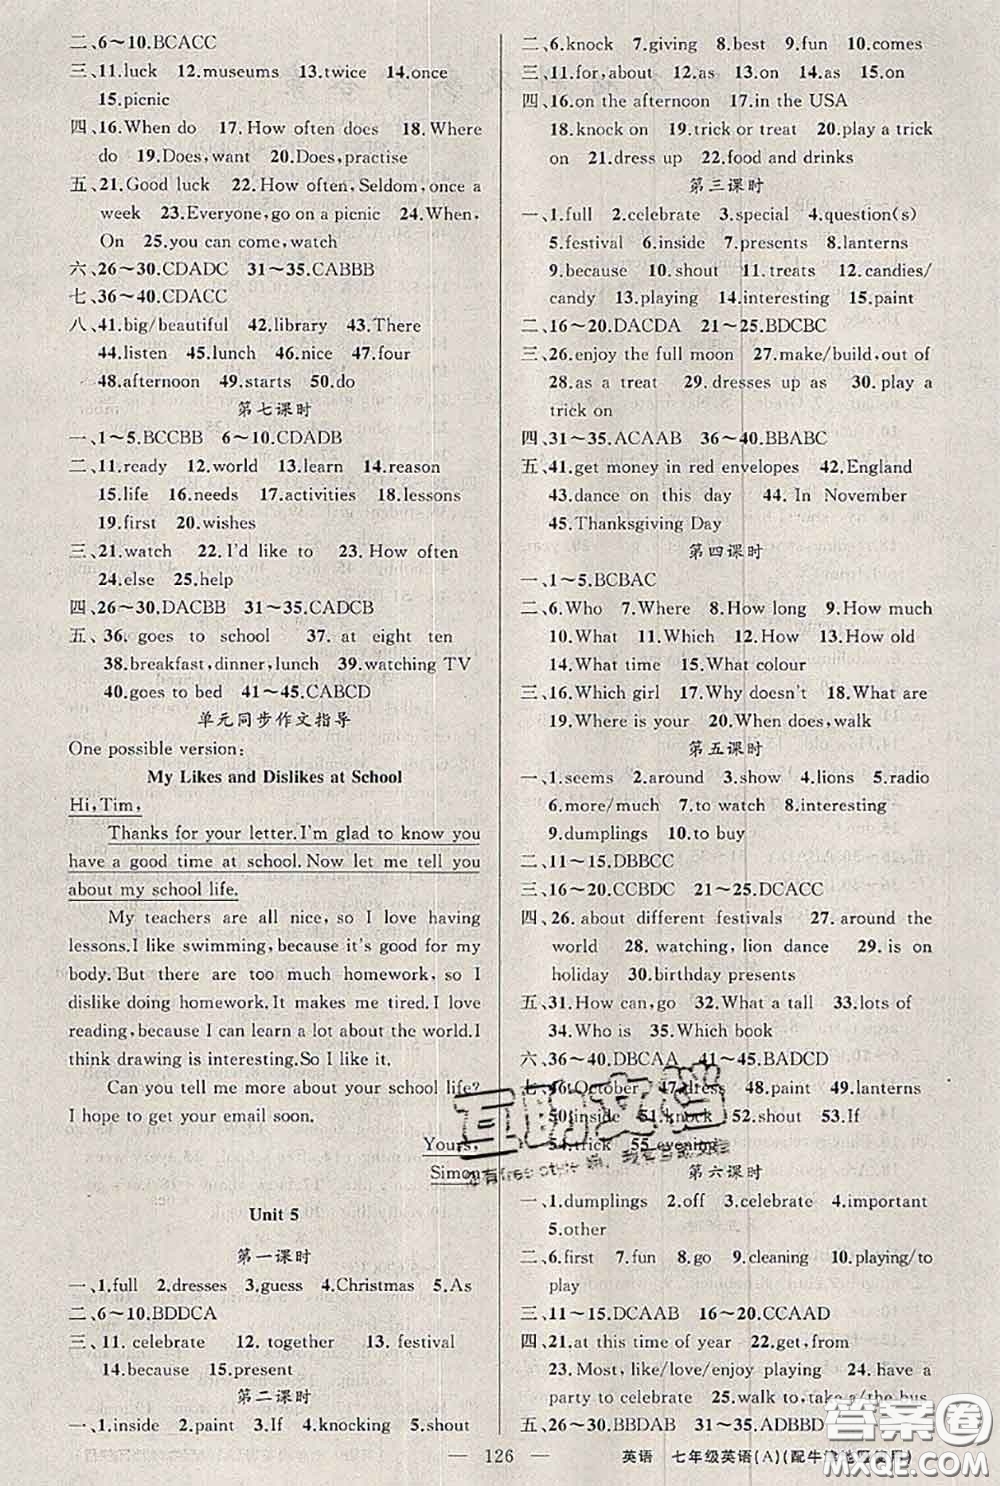 二、6～10.BCACC
三、11.luck 12.museums 13.twice 14.once
15.picnic
四、16.When do 17.How often does 18.Where
do 19.Does,want 20.Does,practise
五、21.Good luck 22.How often,Seldom,once a
week 23.Everyone,go on a picnic 24.When,
On 25.you can come,watch
六、26～30.CDADC 31～35.CABBB
七、36～40.CDACC
八、41.big/beautiful 42.library 43.There
44.listen 45.lunch 46.nice 47.four
48.afternoon 49.starts 50.do
第七课时
一、1～5.BCCBB 6～10.CDADB
二、11.ready 12.world 13.learn 14.reason
15.life 16.needs 17.activities 18.lessons
19.first 20.wishes
三、21.watch 22.I'd like to 23.How often
24.else 25.help
四、26～30.DACBB 31～35.CADCB
五、36. goes to school 37. at eight ten
38.breakfast,dinner,lunch 39.watching TV
40.goes to bed 41～45.CABCD
单元同步作文指导
One possible version:
My Likes and Dislikes at School
Hi,Tim,
Thanks for your letter.I'm glad to know you
have a good time at school.Now let me tell you
about my school life.
My teachers are all nice, so I love having
lessons.I like swimming, because it's good for my
body.But there are too much homework, so I
dislike doing homework.It makes me tired.I love
reading,because I can learn a lot about the world.I
think drawing is interesting.So I like it.
Can you tell me more about your school life?
I hope to get your email soon.
Yours,
Simon
Unit 5
第一课时
一、1.full 2.dresses 3.guess 4.Christmas 5.As
二、6～10.BDDCA
三、11. celebrate 12. together 13. festival
14.because 15.present
第二课时
一、1.inside 2.paint 3.If 4.knocking 5.shout
二、6.knock 7.giving 8.best 9.fun 10.comes
三、11.for,about 12.as 13.on 14.as 15.on
四、16.on the afternoon 17.in the USA
18.knock on 19.trick or treat 20.play a trick
on 21.dress up 22.food and drinks
第三课时
一、1.full 2.celebrate 3.special 4.question(s)
5.festival 6.inside 7.presents 8.lanterns
9.because 10.shout 11.treats 12.candies/
candy 13.playing 14.interesting 15.paint
二、16～20.DACDA 21～25.BDCBC
三、26.enjoy the full moon 27.make/build,out of
28.as a treat 29.dresses up as 30.play a
trick on
四、31～35.ACAAB 36～40.BBABC
五、41.get money in red envelopes 42.England
43.dance on this day 44. In November
45.Thanksgiving Day
第四课时
一、1～5.BCBAC
二、6.Who 7.Where 8.How long 9.How much
10.What 11.Which 12.How 13.How old
14.What time 15.What colour
三、16.Which girl 17.Why doesn't 18.What are
19.Where is your 20.When does,walk
第五课时
一、1.seems 2.around 3.show 4.lions 5.radio
6.more/much 7.to watch 8.interesting
9.dumplings 10.to buy
二、11～15.DBBCC
三、16～20.CCBDC 21～25.DCACC
四、26. about different festivals 27. around the
world 28. watching, lion dance 29. is on
holiday 30.birthday presents
五、31.How can,go 32.What a tall 33.lots of
34.Who is 35.Which book
六、36～40.DBCAA 41～45.BADCD
七、46.October 47.dress 48.paint 49.lanterns
50.inside 51.knock 52.shout 53.If
54.trick 55.evening
第六课时
一、1.dumplings 2.off 3.celebrate 4.important
5.other
二、6.first 7.fun 8.go 9.cleaning 10.playing/to
play
三、11～15.DCAAB 16～20.CCAAD
四、21.at this time of year 22.get,from
23.Most, like/love/enjoy playing 24. have a
party to celebrate 25.walk to,take a/the bus
五、26～30.BBDAB 31～35.ADBBD
互助文档
答案圈
— 126 — 英语 七年级英语(A)(配牛津